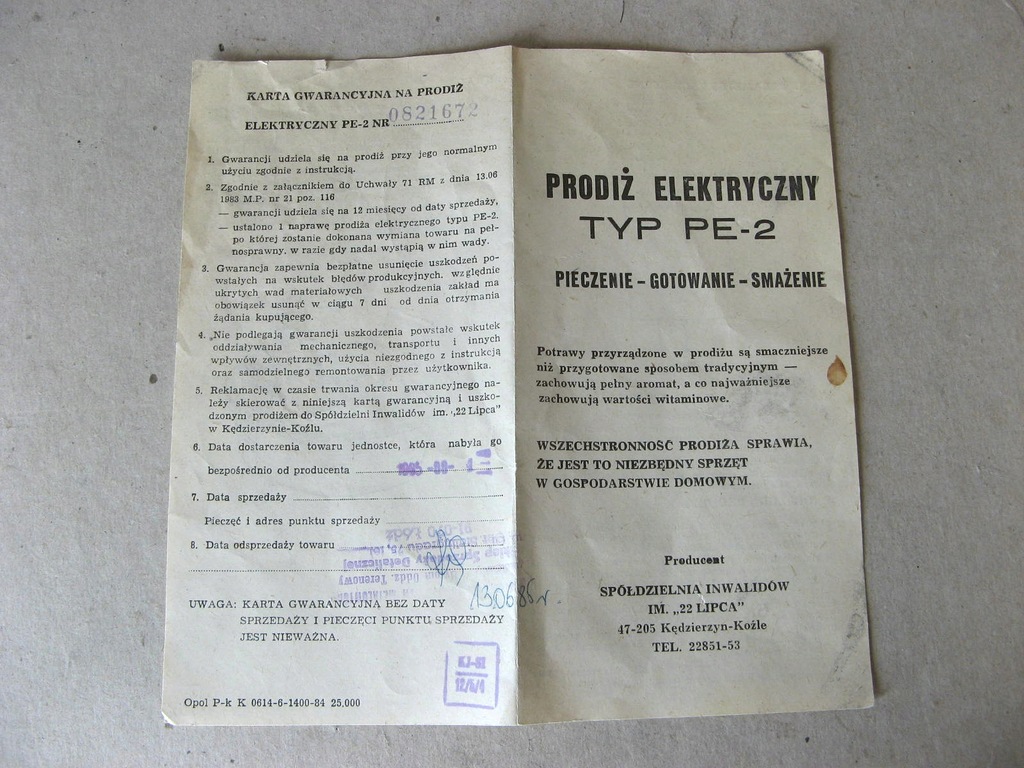 KARTA GWARANCYJNA NA PRODIŻ
ELEKTRYCZNY PE-2 NR 0821672
1. Gwarancji udziela się na prodiż przy jego normalnym
użyciu zgodnie z instrukcją.
2. Zgodnie z załącznikiem do Uchwały 71 RM z dnia 13.06
1983 M.P. nr 21 poz. 116
— gwarancji udziela się na 12 miesięcy od daty sprzedaży,
— ustalono 1 naprawę prodiża elektrycznego typu PE-2.
po której zostanie dokonana wymiana towaru na peł-
nosprawny, w razie gdy nadal wystąpią w nim wady.
3. Gwarancja zapewnia bezpłatne usunięcie uszkodzeń po-
wstałych na wskutek błędów produkcyjnych, względnie
ukrytych wad materiałowych uszkodzenia zakład ma
obowiązek usunąć w ciągu 7 dni od dnia otrzymania
żądania kupującego.
4. „Nie podlegają gwarancji uszkodzenia powstałe wskutek
oddziaływania mechanicznego, transportu i innych
wpływów zewnętrznych, użycia niezgodnego z instrukcją
oraz samodzielnego remontowania przez użytkownika.
5. Reklamację w czasie trwania okresu gwarancyjnego na-
leży skierować z niniejszą kartą gwarancyjną i uszko-
dzonym prodiżem do Spółdzielni Inwalidów im. „22 Lipca"
w Kędzierzynie-Koźlu.
6. Data dostarczenia towaru jednostce, która nabyła go
bezpośrednio od producenta
7. Data sprzedaży
Pieczęć i adres punktu sprzedaży
8. Data odsprzedaży towaru
13.06.85r.
UWAGA: KARTA GWARANCYJNA BEZ DATY
SPRZEDAŻY I PIECZĘCI PUNKTU SPRZEDAŻY
JEST NIEWAŻNA.
12/6/1
Opol P-k K 0614-6-1400-84 25.000
PRODIŻ ELEKTRYCZNY
TYP PE-2
PIECZENIE – GOTOWANIE – SMAŻENIE
Potrawy przyrządzone w prodiżu są smaczniejsze
niż przygotowane sposobem tradycyjnym —
zachowują pełny aromat, a co najważniejsze
zachowują wartości witaminowe.
WSZECHSTRONNOŚĆ PRODIŻA SPRAWIA,
ŻE JEST TO NIEZBĘDNY SPRZĘT
W GOSPODARSTWIE DOMOWYM.
Producent
SPÓŁDZIELNIA INWALIDÓW
IM. „22 LIPCA"
47-205 Kędzierzyn-Koźle
TEL. 22851-53